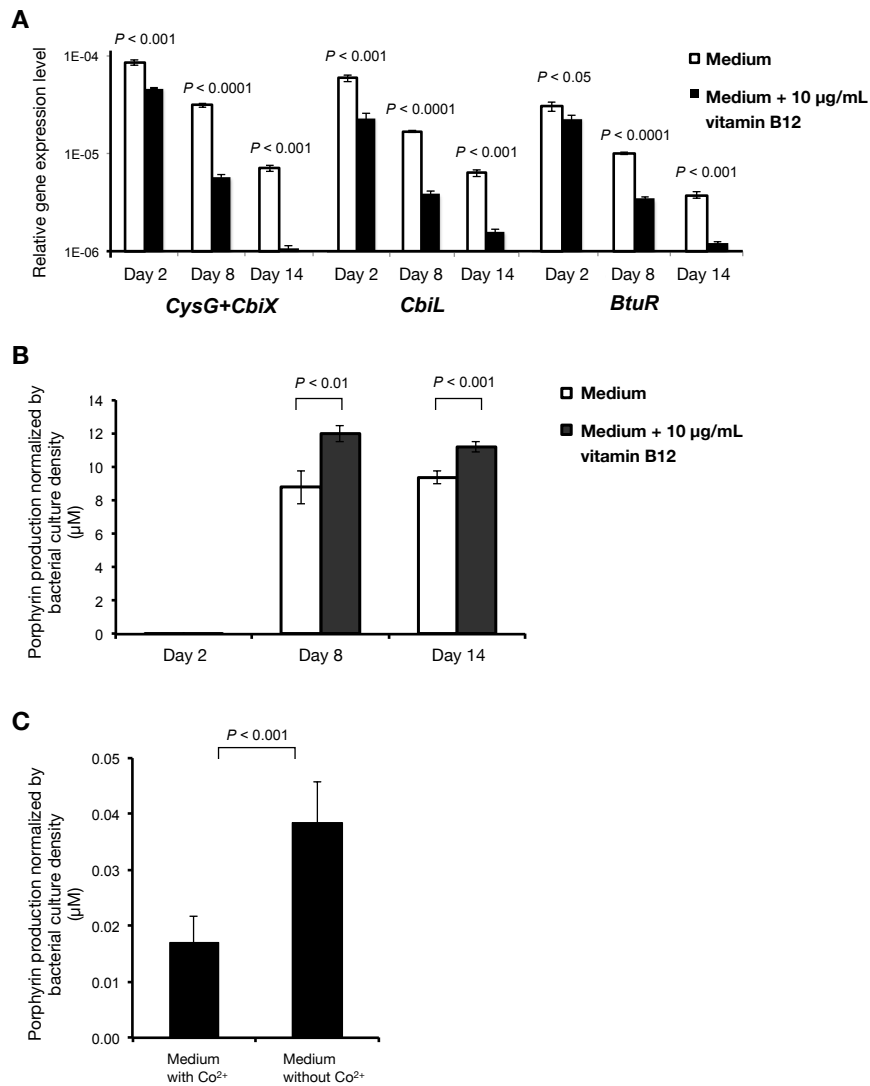 A
P < 0.001
P < 0.0001
P < 0.001
P < 0.001
P < 0.0001
P < 0.001
P < 0.05
P < 0.0001
P < 0.001
Medium
Medium + 10 µg/mL
vitamin B12
Relative gene expression level
1E-04
1E-05
1E-06
Day 2 Day 8 Day 14 Day 2 Day 8 Day 14 Day 2 Day 8 Day 14
CysG+CbiX CbiL BtuR
B
P < 0.01 P < 0.001
Medium
Medium + 10 µg/mL
vitamin B12
Porphyrin production normalized by
bacterial culture density
(µM)
14
12
10
8
6
4
2
0
Day 2 Day 8 Day 14
C
P < 0.001
Porphyrin production normalized by
bacterial culture density
(µM)
0.05
0.04
0.03
0.02
0.01
0.00
Medium
with Co²⁺
Medium
without Co²⁺